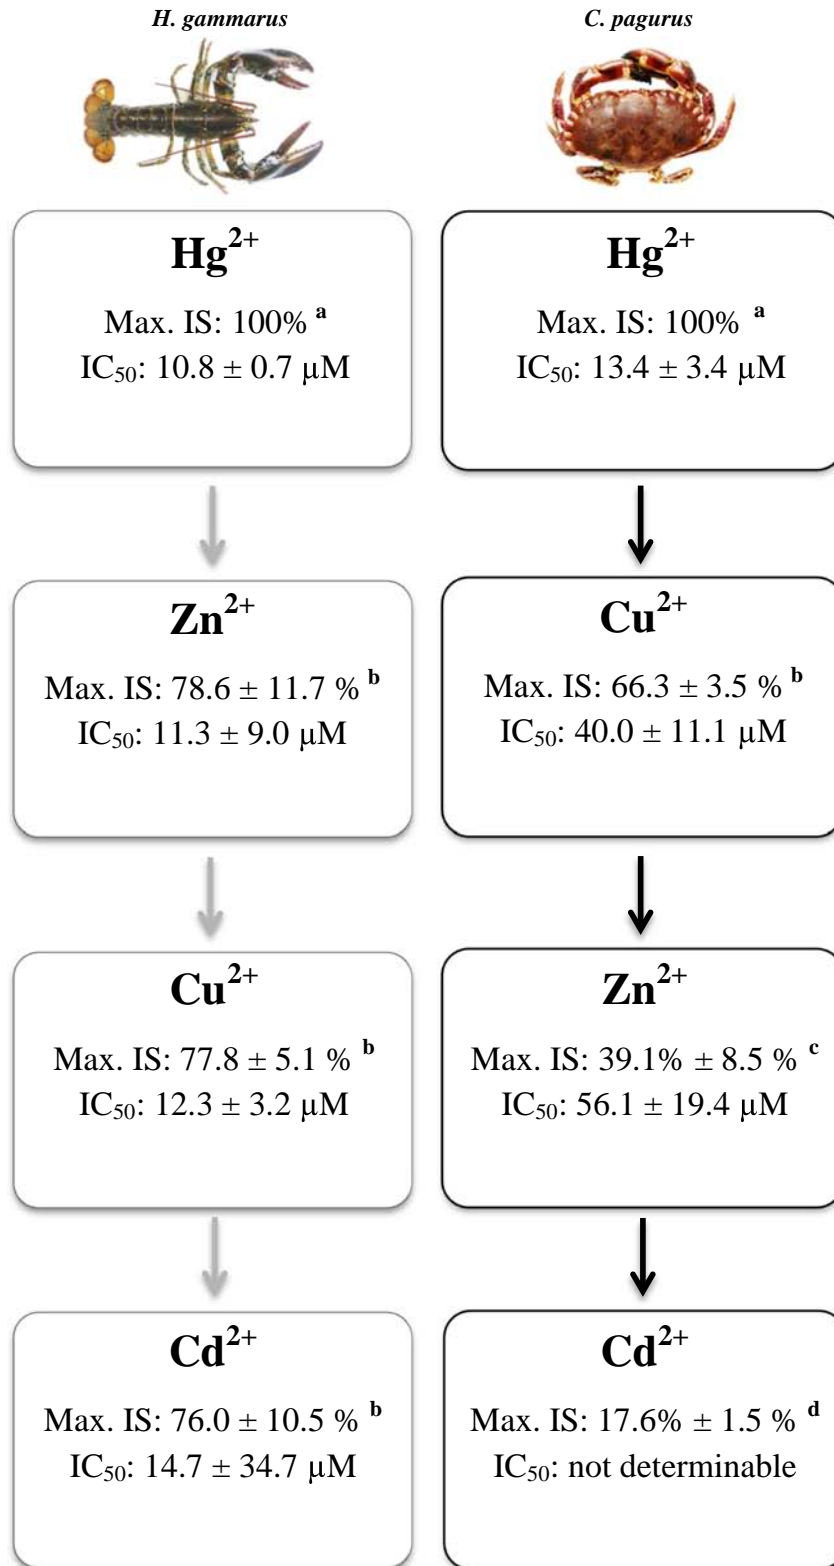 H. gammarus
C. pagurus
Hg²⁺
Max. IS: 100% ᵃ
IC₅₀: 10.8 ± 0.7 µM
Hg²⁺
Max. IS: 100% ᵃ
IC₅₀: 13.4 ± 3.4 µM
Zn²⁺
Max. IS: 78.6 ± 11.7 % ᵇ
IC₅₀: 11.3 ± 9.0 µM
Cu²⁺
Max. IS: 66.3 ± 3.5 % ᵇ
IC₅₀: 40.0 ± 11.1 µM
Cu²⁺
Max. IS: 77.8 ± 5.1 % ᵇ
IC₅₀: 12.3 ± 3.2 µM
Zn²⁺
Max. IS: 39.1% ± 8.5 % ᶜ
IC₅₀: 56.1 ± 19.4 µM
Cd²⁺
Max. IS: 76.0 ± 10.5 % ᵇ
IC₅₀: 14.7 ± 34.7 µM
Cd²⁺
Max. IS: 17.6% ± 1.5 % ᵈ
IC₅₀: not determinable